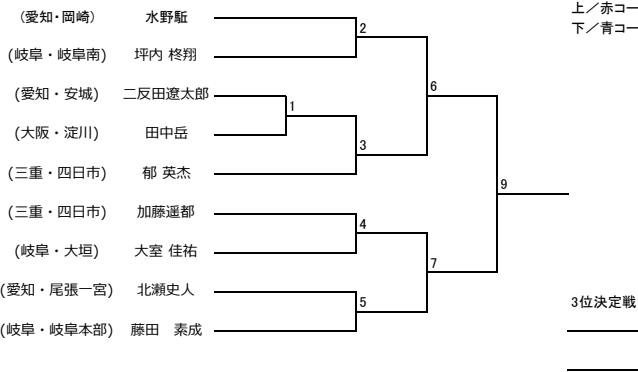 (愛知・岡崎) 水野駈
上／赤コー
下／青コー
2
(岐阜・岐阜南) 坪内 柊翔
6
(愛知・安城) 二反田遼太郎
1
(大阪・淀川) 田中岳
3
(三重・四日市) 郁 英杰
9
(三重・四日市) 加藤遥都
4
(岐阜・大垣) 大室 佳祐
7
(愛知・尾張一宮) 北瀬史人
5
3位決定戦
(岐阜・岐阜本部) 藤田　素成